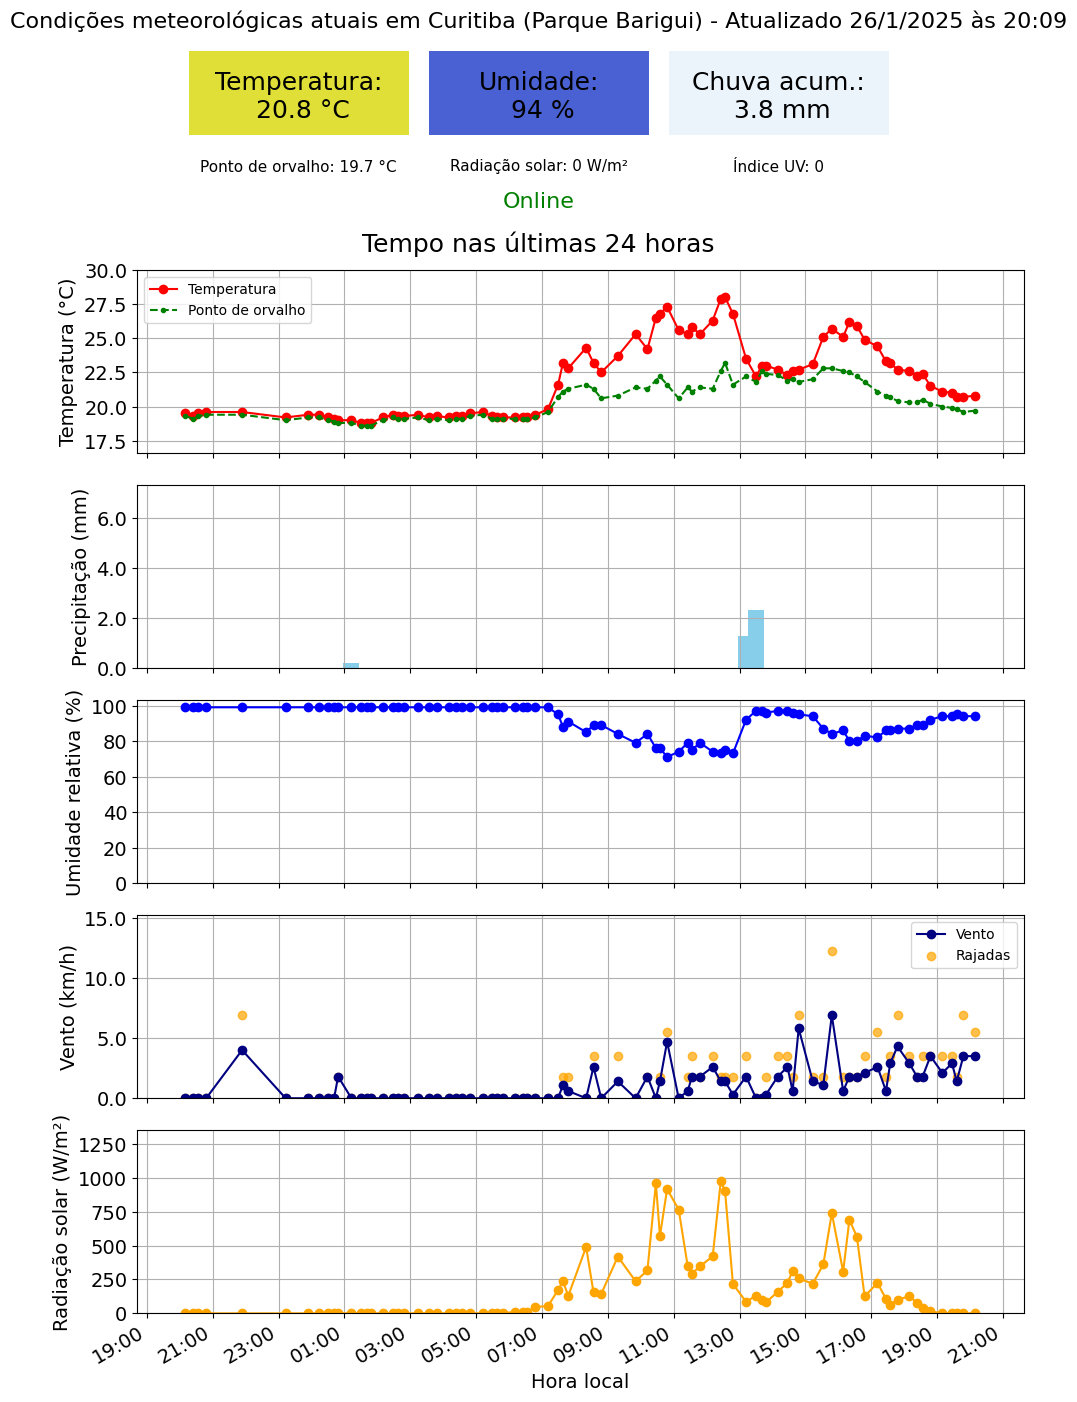 Condições meteorológicas atuais em Curitiba (Parque Barigui) - Atualizado 26/1/2025 às 20:09
Temperatura:
20.8 °C
Umidade:
94 %
Chuva acum.:
3.8 mm
Ponto de orvalho: 19.7 °C
Radiação solar: 0 W/m²
Índice UV: 0
Online
Tempo nas últimas 24 horas
Temperatura (°C)
30.0
27.5
25.0
22.5
20.0
17.5
Temperatura
Ponto de orvalho
Precipitação (mm)
6.0
4.0
2.0
0.0
Umidade relativa (%)
100
80
60
40
20
0
Vento (km/h)
15.0
10.0
5.0
0.0
Vento
Rajadas
Radiação solar (W/m²)
1250
1000
750
500
250
0
19:00 21:00 23:00 01:00 03:00 05:00 07:00 09:00 11:00 13:00 15:00 17:00 19:00 21:00
Hora local